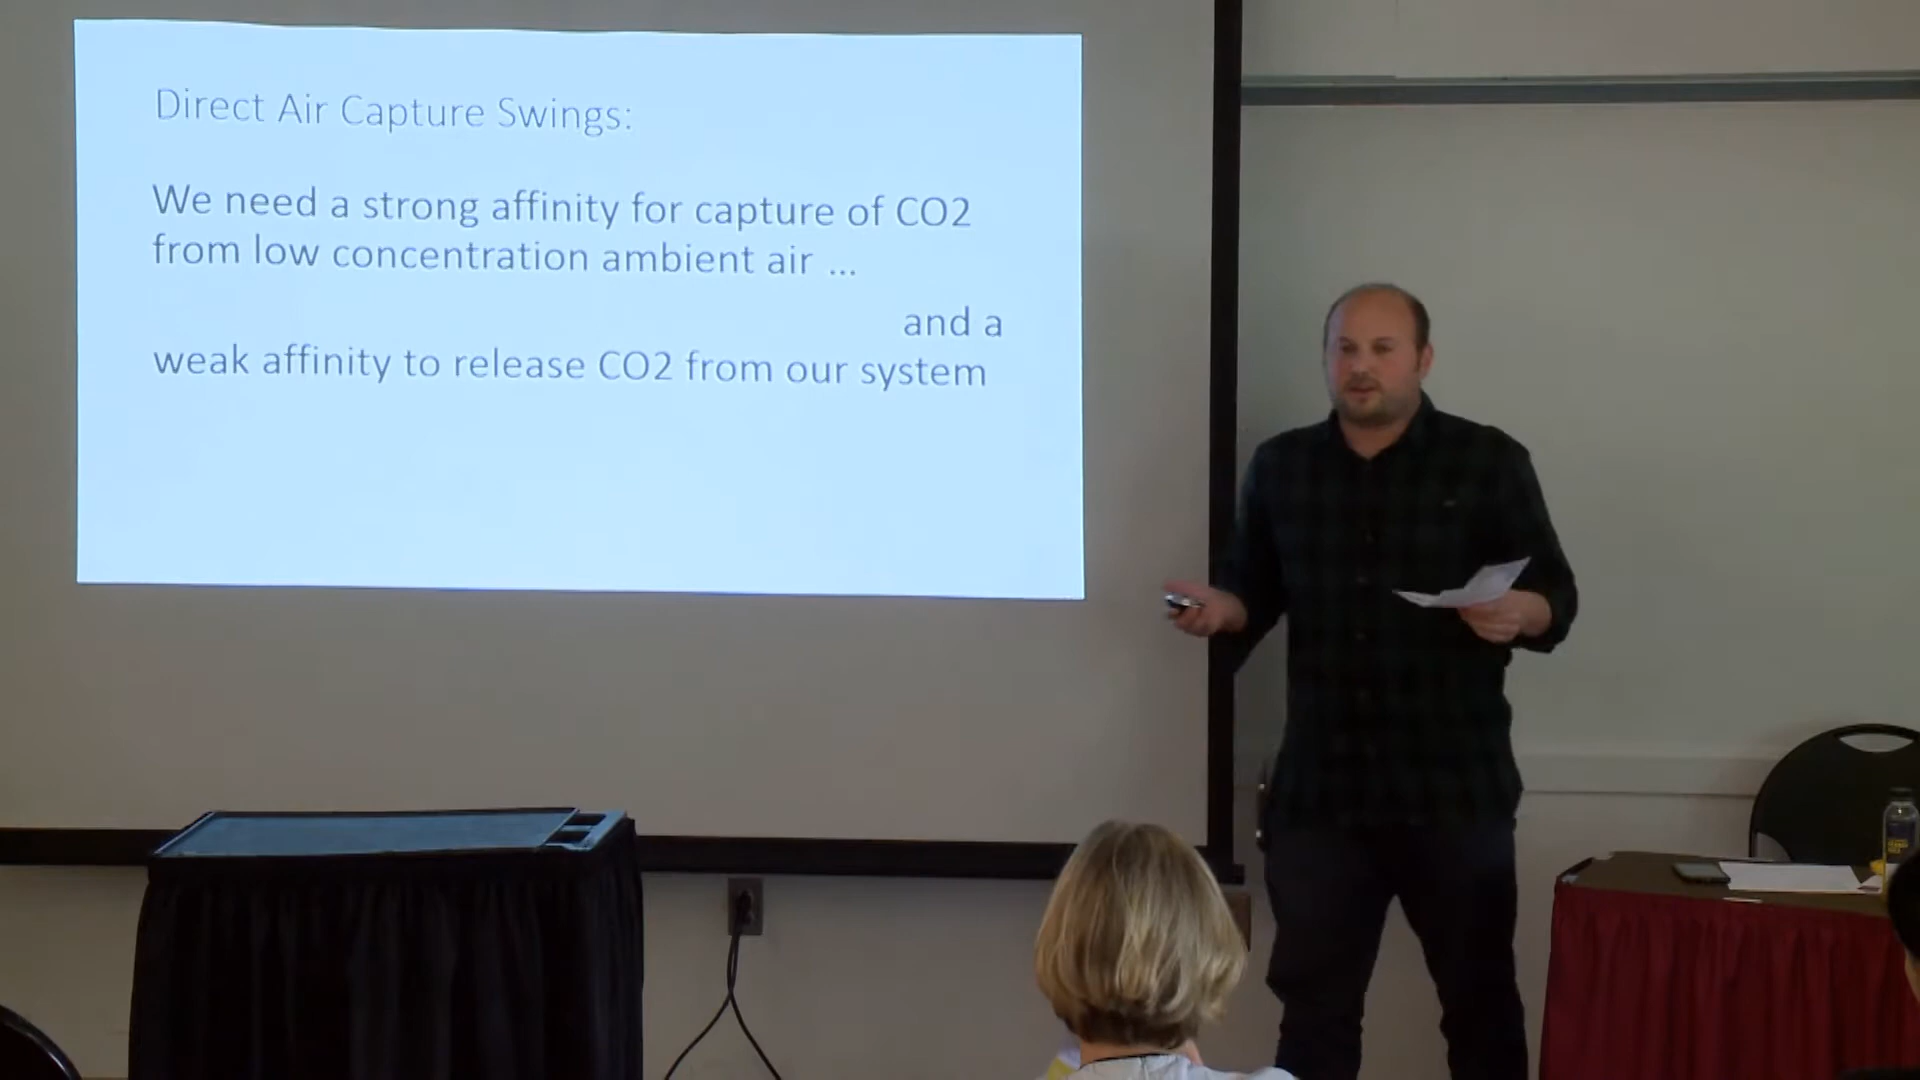 Direct Air Capture Swings:
We need a strong affinity for capture of CO2
from low concentration ambient air ...
and a
weak affinity to release CO2 from our system